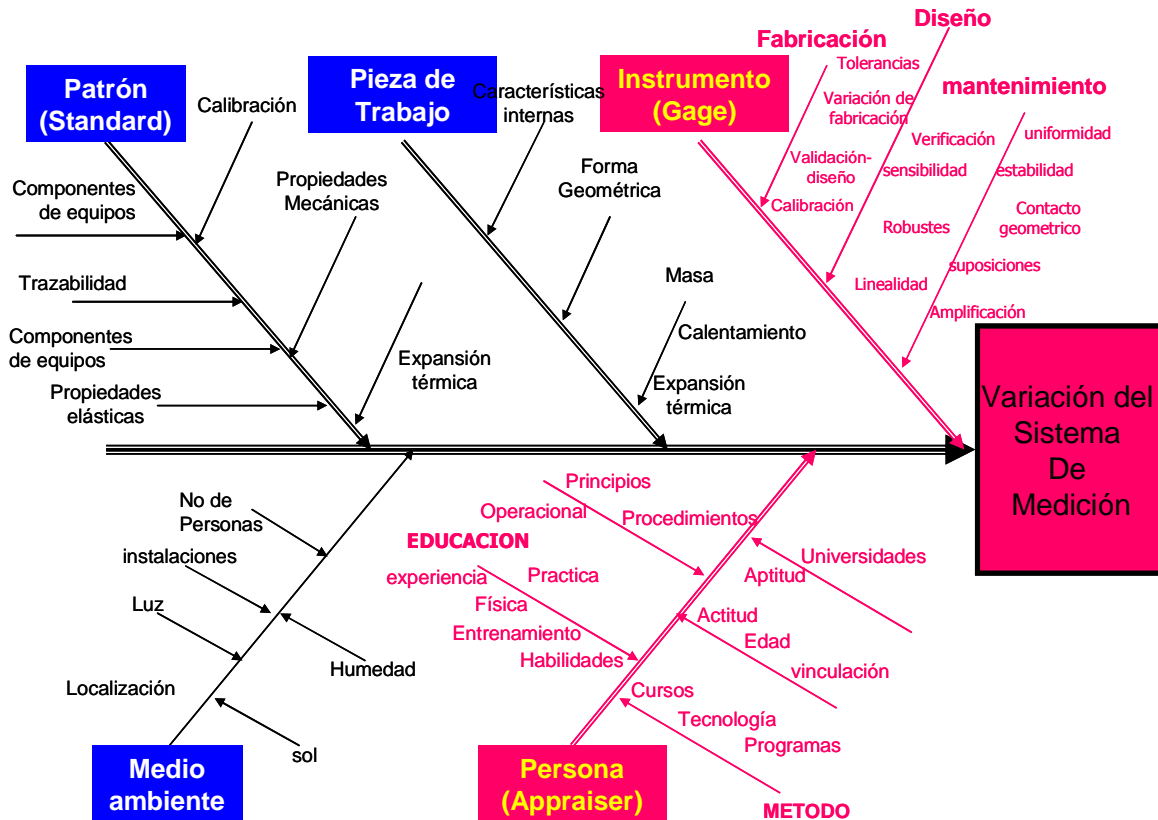 Diseño
Fabricación
Patrón
(Standard)
Calibración
Pieza de
Trabajo
Características
internas
Instrumento
(Gage)
Tolerancias
Variación de
fabricación
mantenimiento
Verificación
uniformidad
Validación-
diseño
sensibilidad
estabilidad
Calibración
Contacto
geometrico
Robustes
suposiciones
Linealidad
Amplificación
Componentes
de equipos
Propiedades
Mecánicas
Forma
Geométrica
Trazabilidad
Masa
Componentes
de equipos
Calentamiento
Expansión
térmica
Expansión
térmica
Propiedades
elásticas
Variación del
Sistema
De
Medición
No de
Personas
instalaciones
Luz
Humedad
Localización
sol
Medio
ambiente
Principios
Operacional
Procedimientos
EDUCACION
Universidades
experiencia
Practica
Aptitud
Física
Actitud
Entrenamiento
Edad
Habilidades
vinculación
Cursos
Tecnología
Programas
Persona
(Appraiser)
METODO